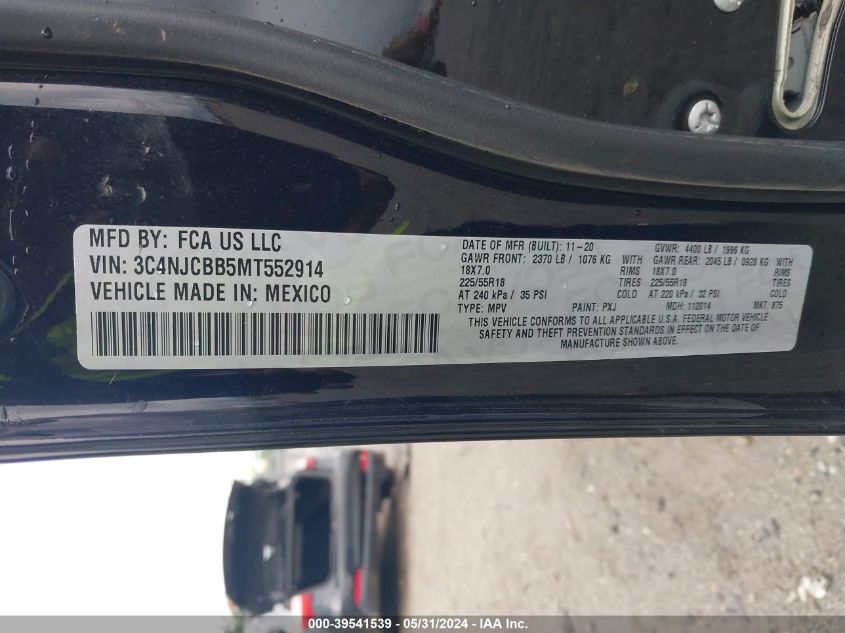 MFD BY: FCA US LLC
VIN: 3C4NJCBB5MT552914
VEHICLE MADE IN: MEXICO
DATE OF MFR (BUILT): 11-20 GVWR: 4400 LB / 1996 KG
GAWR FRONT: 2370 LB / 1076 KG GAWR REAR: 2045 LB / 0928 KG
18X7.0 RIMS 18X7.0 RIMS
225/55R18 TIRES 225/55R18 TIRES
AT 240 kPa / 35 PSI COLD AT 220 kPa / 32 PSI COLD
TYPE: MPV PAINT: PXJ MDH: 112014 MKT: 875
THIS VEHICLE CONFORMS TO ALL APPLICABLE U.S.A. FEDERAL MOTOR VEHICLE
SAFETY AND THEFT PREVENTION STANDARDS IN EFFECT ON THE DATE OF
MANUFACTURE SHOWN ABOVE.
000-39541539 - 05/31/2024 - IAA Inc.